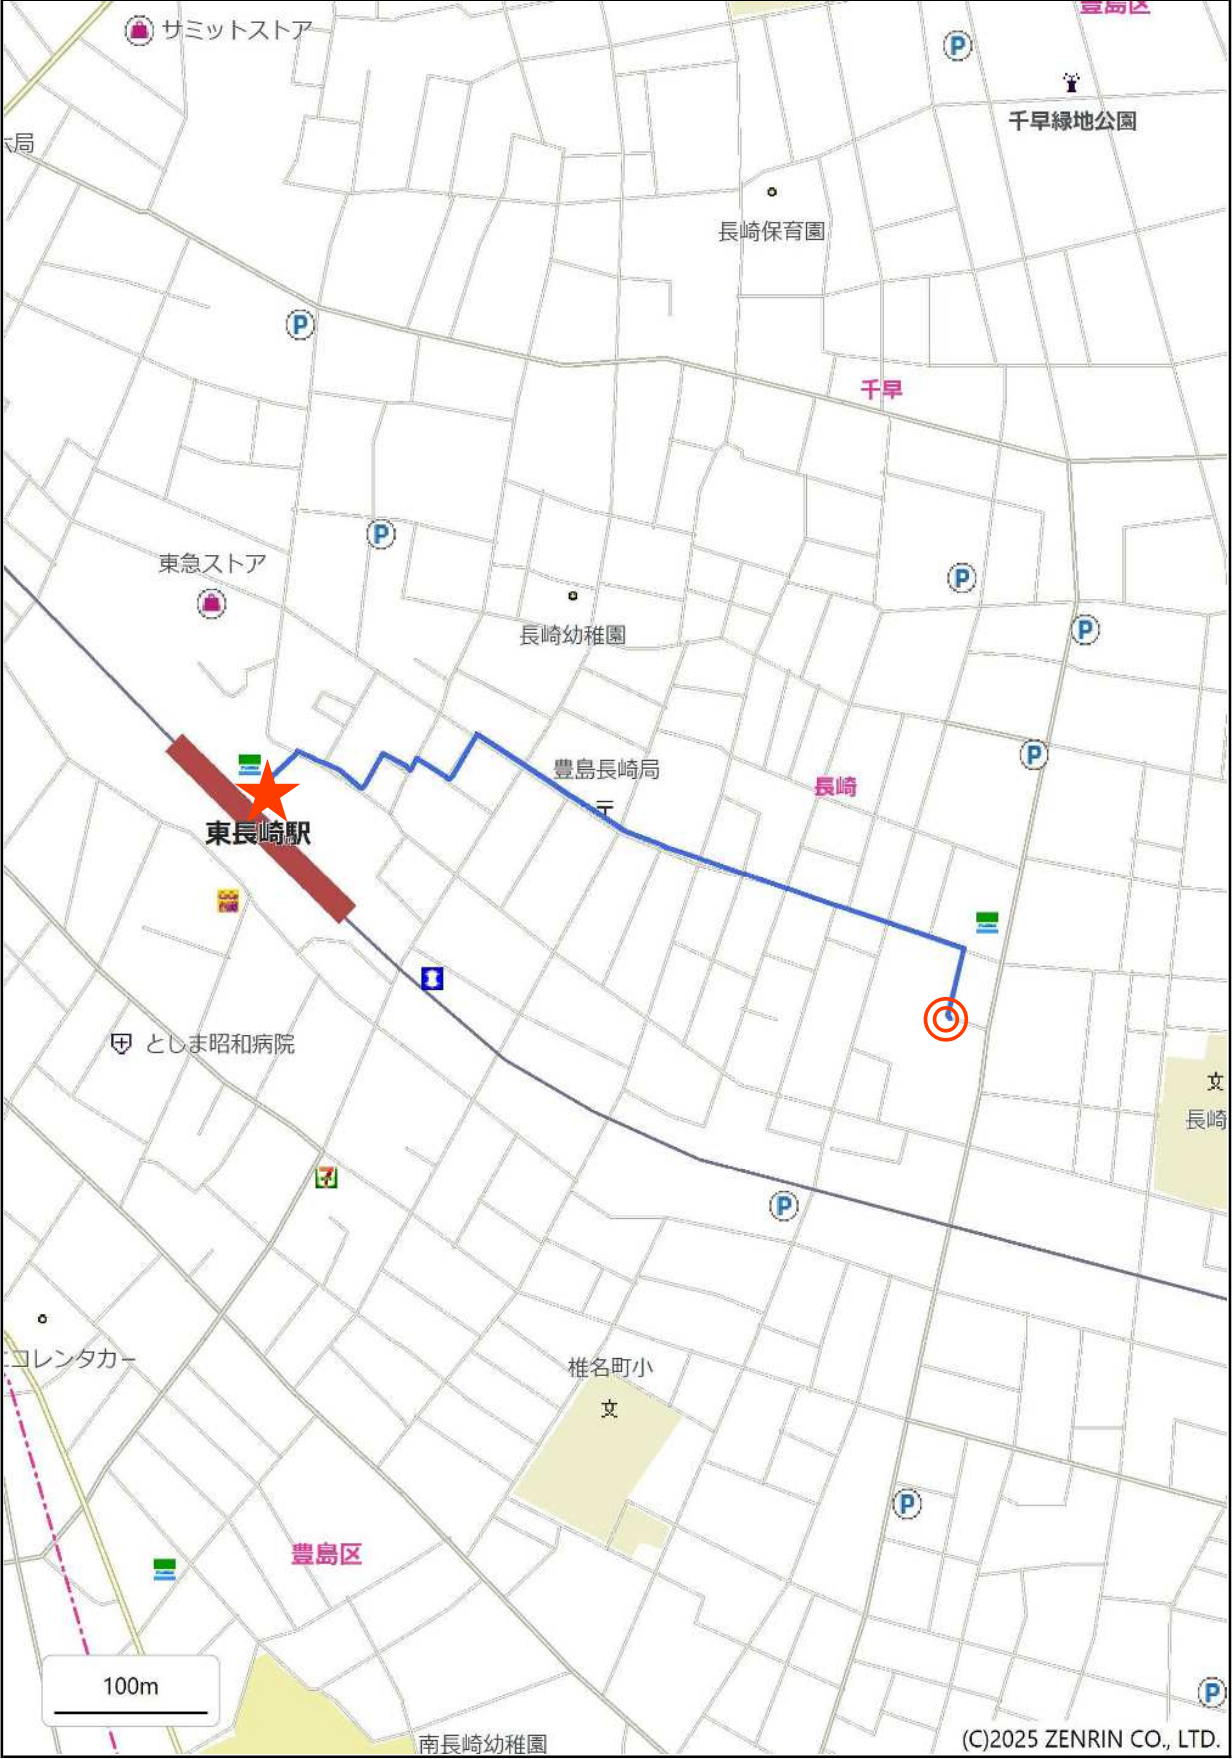 豊島区
サミットストア
P
千早緑地公園
長崎保育園
P
千早
P
東急ストア
P
長崎幼稚園
P
P
豊島長崎局
〒
長崎
東長崎駅
としま昭和病院
文
長崎
7
P
コレンタカー
椎名町小
文
P
豊島区
100m
P
南長崎幼稚園
(C)2025 ZENRIN CO., LTD.